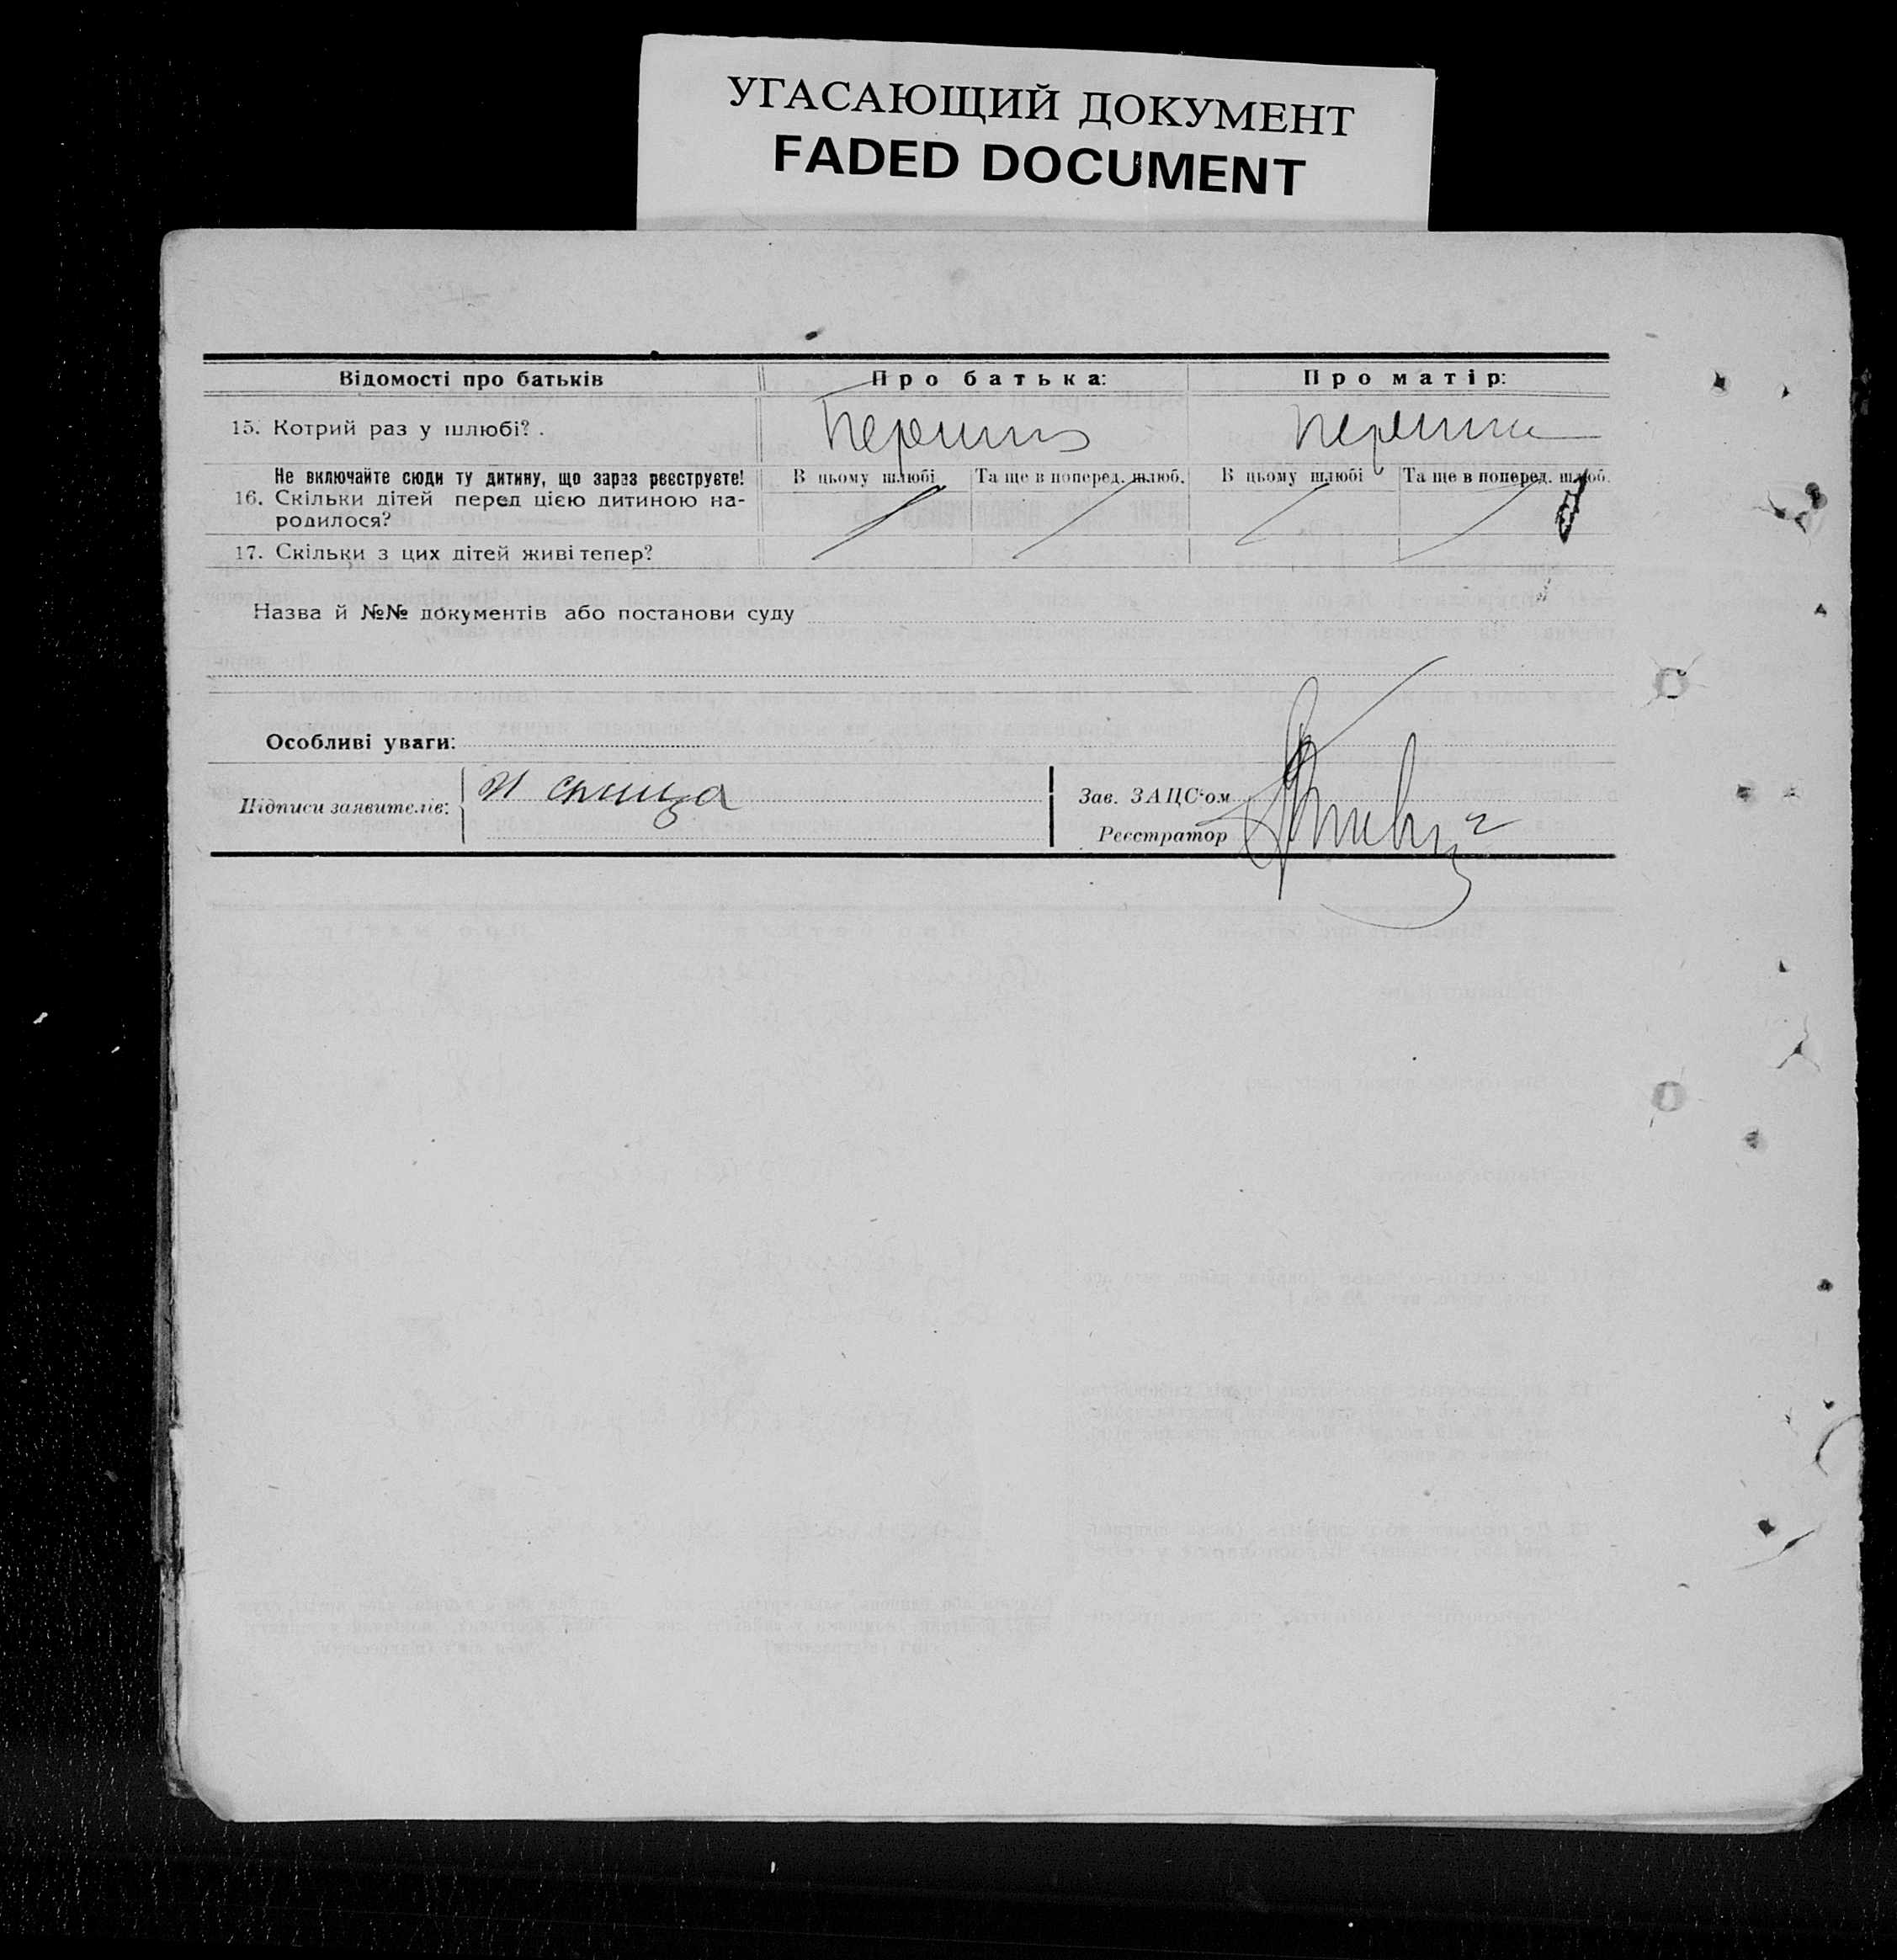 УГАСАЮЩИЙ ДОКУМЕНТ
FADED DOCUMENT
Відомості про батьків
Про батька:
Про матір:
15. Котрий раз у шлюбі? .
Не включайте сюди ту дитину, що зараз реєструєте!
В цьому шлюбі
Та ще в поперед. шлюб.
В цьому шлюбі
Та ще в поперед. шлюб.
16. Скільки дітей перед цією дитиною на-
родилося?
17. Скільки з цих дітей живі тепер?
Назва й №№ документів або постанови суду
Особливі уваги:
Підписи заявителів:
Зав. ЗАЦС'ом
Реєстратор